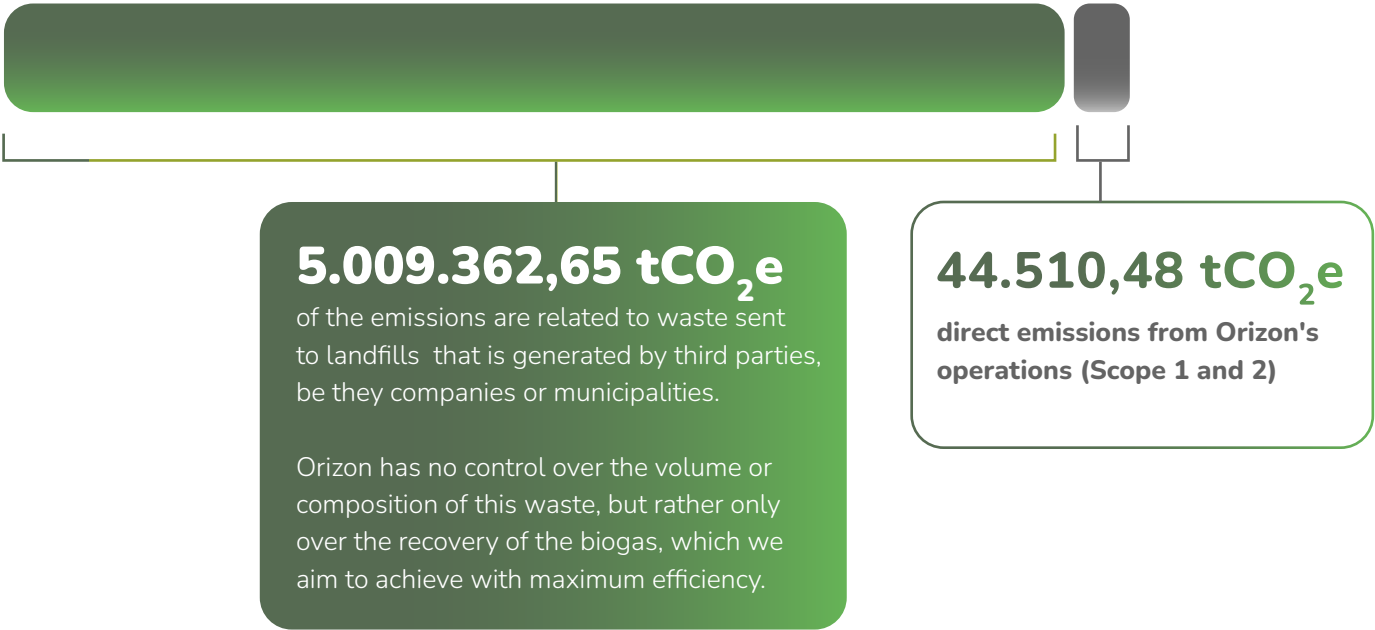 5.009.362,65 tCO₂e
of the emissions are related to waste sent
to landfills  that is generated by third parties,
be they companies or municipalities.
Orizon has no control over the volume or
composition of this waste, but rather only
over the recovery of the biogas, which we
aim to achieve with maximum efficiency.
44.510,48 tCO₂e
direct emissions from Orizon's
operations (Scope 1 and 2)